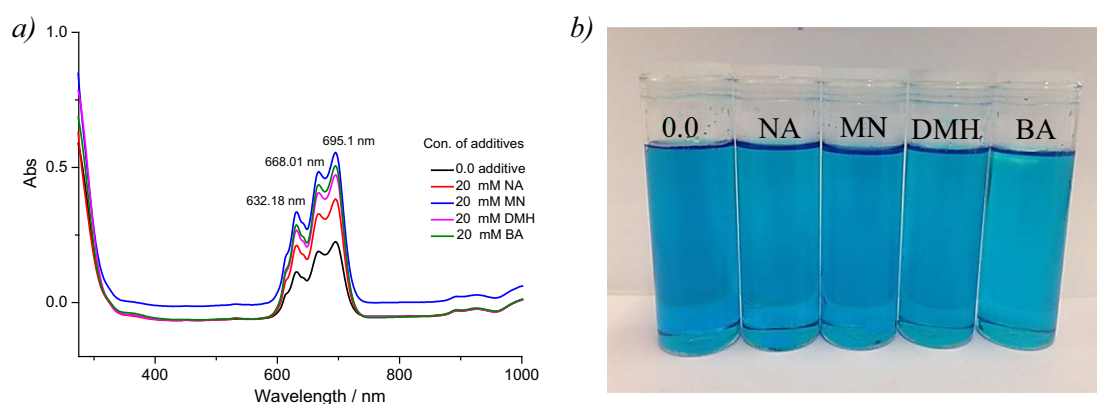 a)
1.0
0.5
0.0
Abs
400
600
800
1000
Wavelength / nm
632.18 nm
668.01 nm
695.1 nm
Con. of additives
0.0 additive
20 mM NA
20 mM MN
20 mM DMH
20 mM BA
b)
0.0
NA
MN
DMH
BA